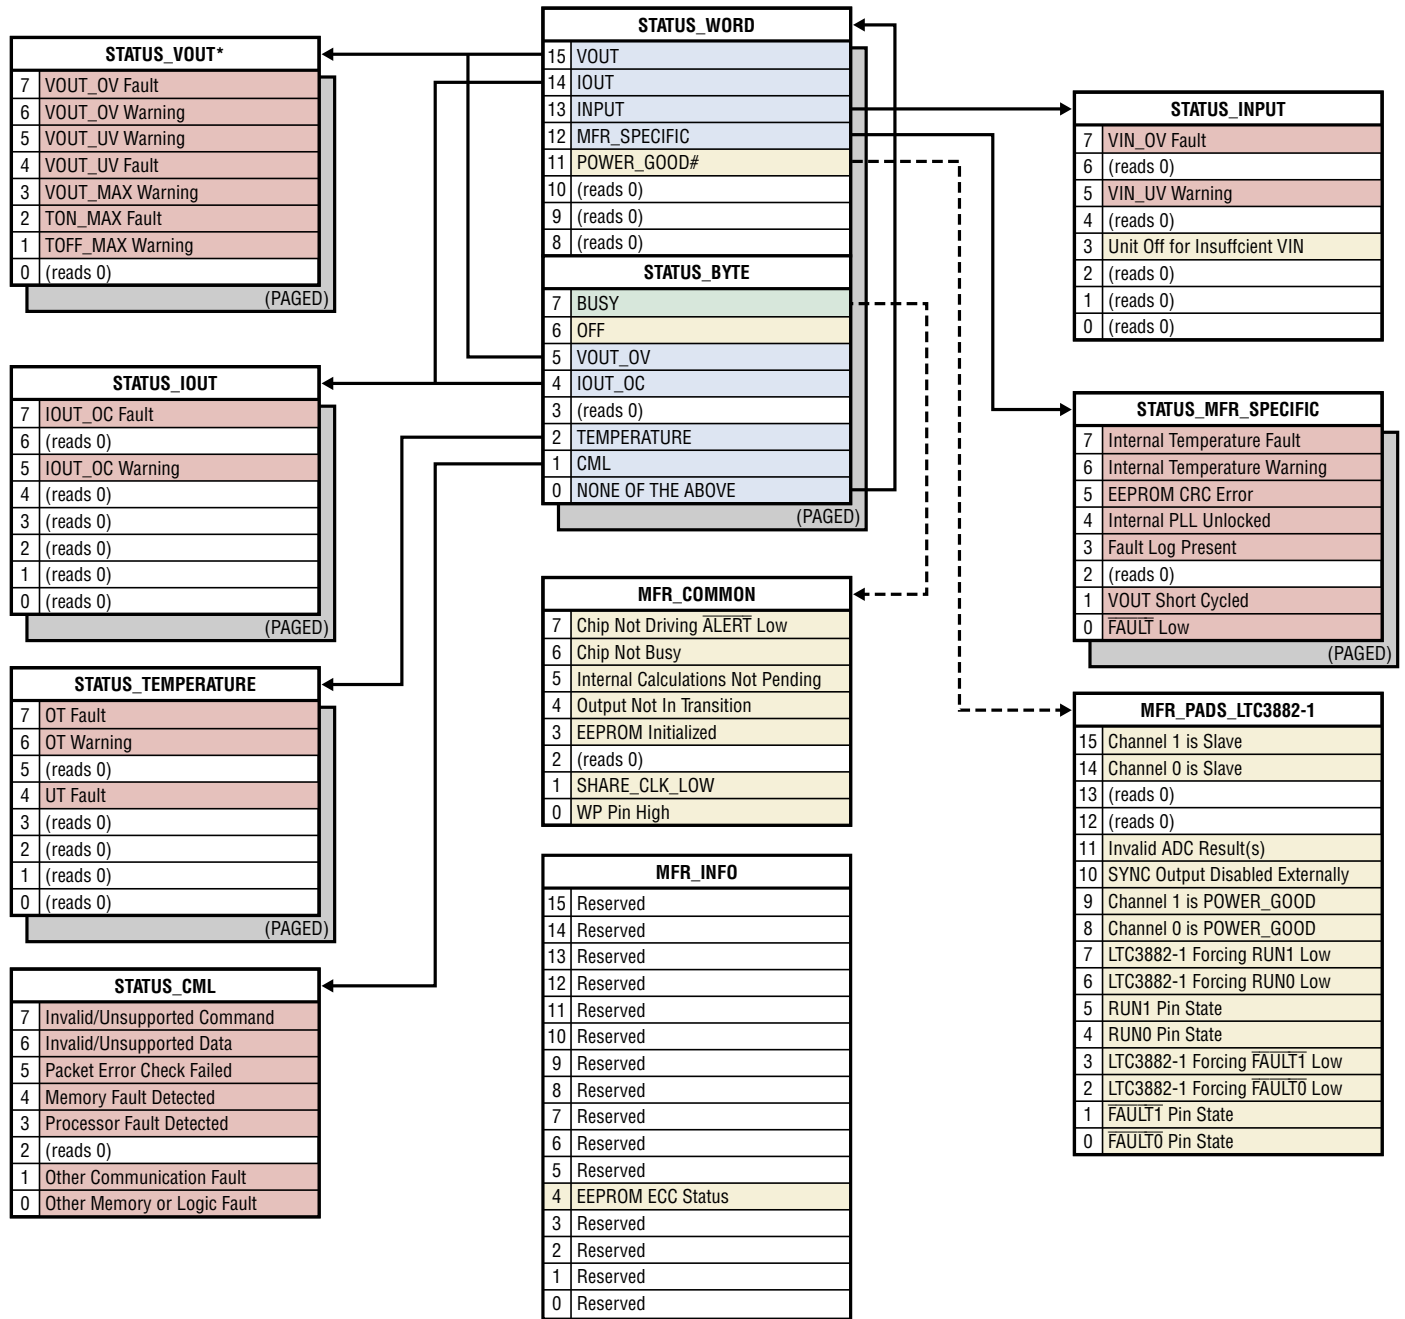 STATUS_VOUT*
7 VOUT_OV Fault
6 VOUT_OV Warning
5 VOUT_UV Warning
4 VOUT_UV Fault
3 VOUT_MAX Warning
2 TON_MAX Fault
1 TOFF_MAX Warning
0 (reads 0)
(PAGED)
STATUS_IOUT
7 IOUT_OC Fault
6 (reads 0)
5 IOUT_OC Warning
4 (reads 0)
3 (reads 0)
2 (reads 0)
1 (reads 0)
0 (reads 0)
(PAGED)
STATUS_TEMPERATURE
7 OT Fault
6 OT Warning
5 (reads 0)
4 UT Fault
3 (reads 0)
2 (reads 0)
1 (reads 0)
0 (reads 0)
(PAGED)
STATUS_CML
7 Invalid/Unsupported Command
6 Invalid/Unsupported Data
5 Packet Error Check Failed
4 Memory Fault Detected
3 Processor Fault Detected
2 (reads 0)
1 Other Communication Fault
0 Other Memory or Logic Fault
STATUS_WORD
15 VOUT
14 IOUT
13 INPUT
12 MFR_SPECIFIC
11 POWER_GOOD#
10 (reads 0)
9 (reads 0)
8 (reads 0)
STATUS_BYTE
7 BUSY
6 OFF
5 VOUT_OV
4 IOUT_OC
3 (reads 0)
2 TEMPERATURE
1 CML
0 NONE OF THE ABOVE
(PAGED)
MFR_COMMON
7 Chip Not Driving ALERT Low
6 Chip Not Busy
5 Internal Calculations Not Pending
4 Output Not In Transition
3 EEPROM Initialized
2 (reads 0)
1 SHARE_CLK_LOW
0 WP Pin High
MFR_INFO
15 Reserved
14 Reserved
13 Reserved
12 Reserved
11 Reserved
10 Reserved
9 Reserved
8 Reserved
7 Reserved
6 Reserved
5 Reserved
4 EEPROM ECC Status
3 Reserved
2 Reserved
1 Reserved
0 Reserved
STATUS_INPUT
7 VIN_OV Fault
6 (reads 0)
5 VIN_UV Warning
4 (reads 0)
3 Unit Off for Insuffcient VIN
2 (reads 0)
1 (reads 0)
0 (reads 0)
STATUS_MFR_SPECIFIC
7 Internal Temperature Fault
6 Internal Temperature Warning
5 EEPROM CRC Error
4 Internal PLL Unlocked
3 Fault Log Present
2 (reads 0)
1 VOUT Short Cycled
0 FAULT Low
(PAGED)
MFR_PADS_LTC3882-1
15 Channel 1 is Slave
14 Channel 0 is Slave
13 (reads 0)
12 (reads 0)
11 Invalid ADC Result(s)
10 SYNC Output Disabled Externally
9 Channel 1 is POWER_GOOD
8 Channel 0 is POWER_GOOD
7 LTC3882-1 Forcing RUN1 Low
6 LTC3882-1 Forcing RUN0 Low
5 RUN1 Pin State
4 RUN0 Pin State
3 LTC3882-1 Forcing FAULT1 Low
2 LTC3882-1 Forcing FAULT0 Low
1 FAULT1 Pin State
0 FAULT0 Pin State